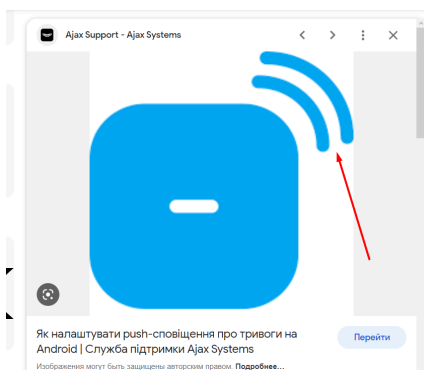 Ajax Support - Ajax Systems
Як налаштувати push-сповіщення про тривоги на
Android | Служба підтримки Ajax Systems
Перейти
Изображения могут быть защищены авторским правом. Подробнее...